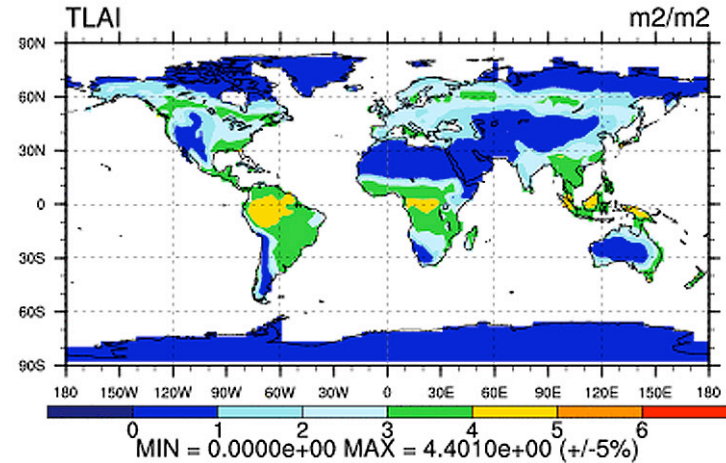 TLAI m2/m2
90N
60N
30N
0
30S
60S
90S
180 150W 120W 90W 60W 30W 0 30E 60E 90E 120E 150E 180
0 1 2 3 4 5 6
MIN = 0.0000e+00 MAX = 4.4010e+00 (+/-5%)